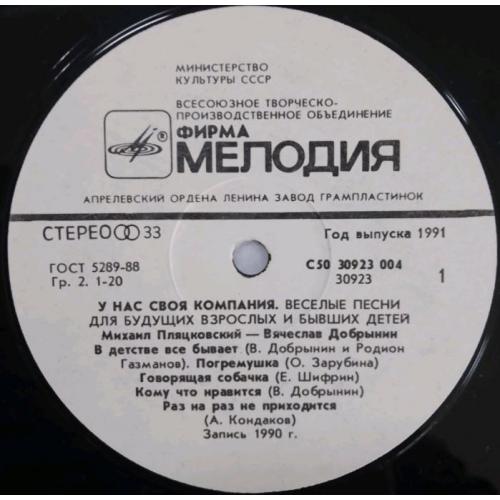 МИНИСТЕРСТВО
КУЛЬТУРЫ СССР
ВСЕСОЮЗНОЕ ТВОРЧЕСКО-
ПРОИЗВОДСТВЕННОЕ ОБЪЕДИНЕНИЕ
®
ФИРМА
МЕЛОДИЯ
АПРЕЛЕВСКИЙ ОРДЕНА ЛЕНИНА ЗАВОД ГРАМПЛАСТИНОК
СТЕРЕО 33
Год выпуска 1991
ГОСТ 5289-88
Гр. 2. 1-20
С50 30923 004
30923
1
У НАС СВОЯ КОМПАНИЯ. ВЕСЕЛЫЕ ПЕСНИ
ДЛЯ БУДУЩИХ ВЗРОСЛЫХ И БЫВШИХ ДЕТЕЙ
Михаил Пляцковский — Вячеслав Добрынин
В детстве все бывает (В. Добрынин и Родион
Газманов). Погремушка (О. Зарубина).
Говорящая собачка (Е. Шифрин)
Кому что нравится (В. Добрынин)
Раз на раз не приходится
(А. Кондаков)
Запись 1990 г.